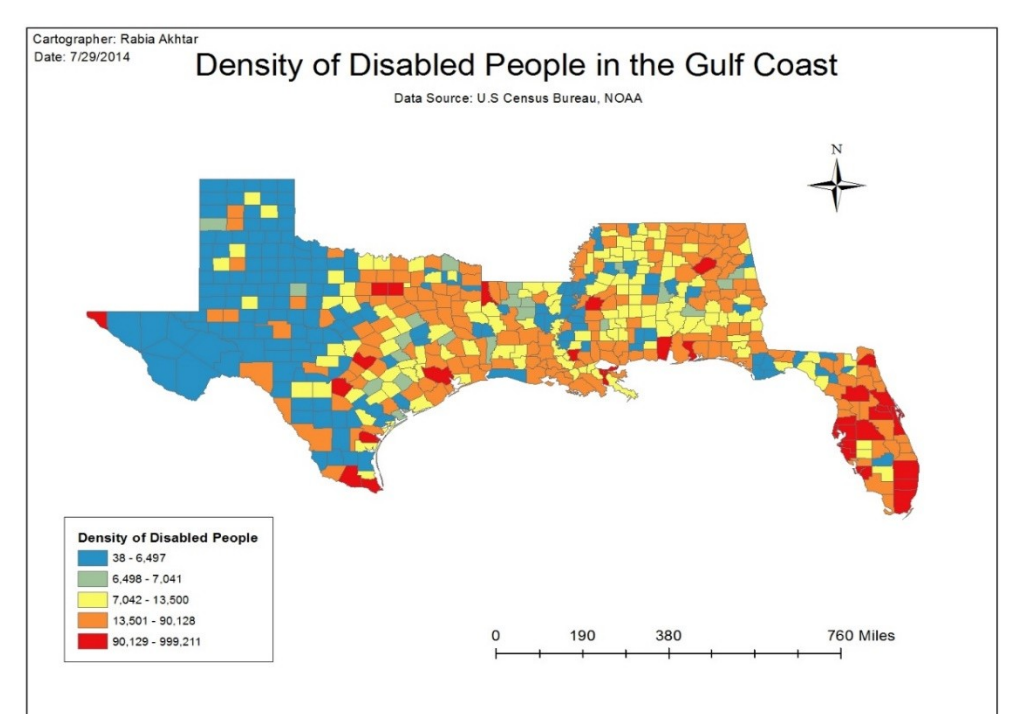 Cartographer: Rabia Akhtar
Date: 7/29/2014
Density of Disabled People in the Gulf Coast
Data Source: U.S Census Bureau, NOAA
N
Density of Disabled People
38 - 6,497
6,498 - 7,041
7,042 - 13,500
13,501 - 90,128
90,129 - 999,211
0 190 380 760 Miles